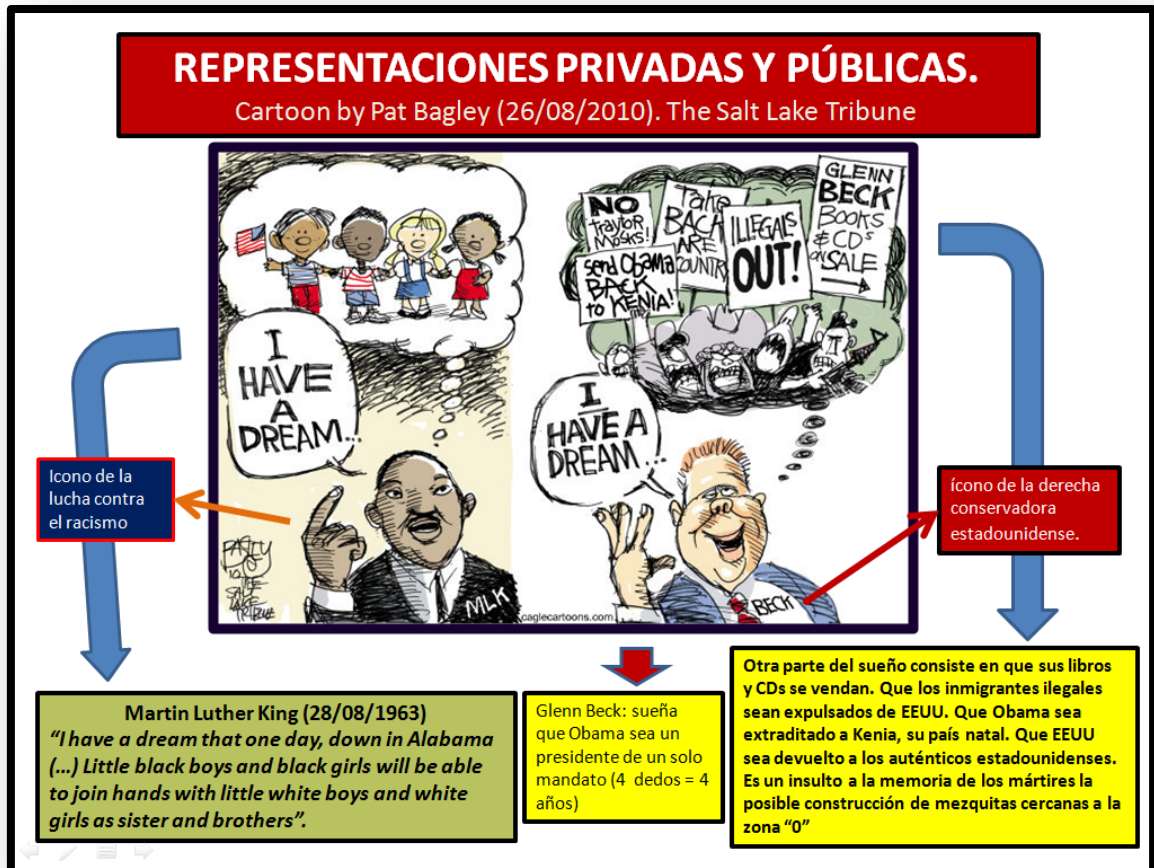 REPRESENTACIONES PRIVADAS Y PÚBLICAS.
Cartoon by Pat Bagley (26/08/2010). The Salt Lake Tribune
I
HAVE
A
DREAM...
NO
traytor
Mosks!
Take
BACK
ARE
COUNTRY
ILLEGALS
OUT!
GLENN
BECK
BOOKS
& CDs
on SALE
Send Obama
BACK
to KENIA!
I
HAVE A
DREAM...
Icono de la
lucha contra
el racismo
ícono de la derecha
conservadora
estadounidense.
BAGLEY
THE
SALT
LAKE
TRIBUNE
MLK
BECK
caglecartoons.com
Martin Luther King (28/08/1963)
“I have a dream that one day, down in Alabama
(...) Little black boys and black girls will be able
to join hands with little white boys and white
girls as sister and brothers”.
Glenn Beck: sueña
que Obama sea un
presidente de un solo
mandato (4 dedos = 4
años)
Otra parte del sueño consiste en que sus libros
y CDs se vendan. Que los inmigrantes ilegales
sean expulsados de EEUU. Que Obama sea
extraditado a Kenia, su país natal. Que EEUU
sea devuelto a los auténticos estadounidenses.
Es un insulto a la memoria de los mártires la
posible construcción de mezquitas cercanas a la
zona “0”